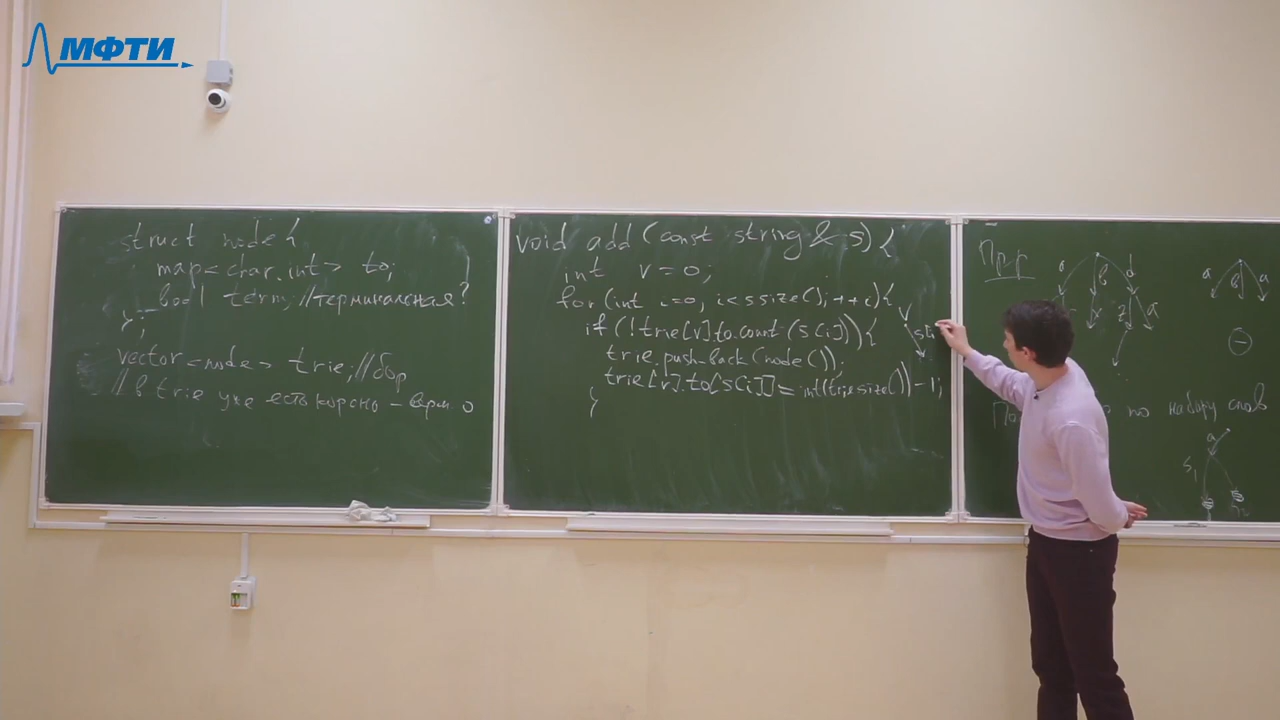 МФТИ
struct node {
map<char, int> to;
bool term; //терминальная?
};
vector<node> trie; //бор
// в trie уже есть корень – верш. 0
void add (const string & s) {
int v = 0;
for (int i=0; i<s.size(); ++i) {
if (!trie[v].to.count(s[i])) {
trie.push_back(node());
trie[v].to[s[i]] = int(trie.size()) – 1;
}
v
Пр р
a b d
z a
a b a
по набору слов
a
s1